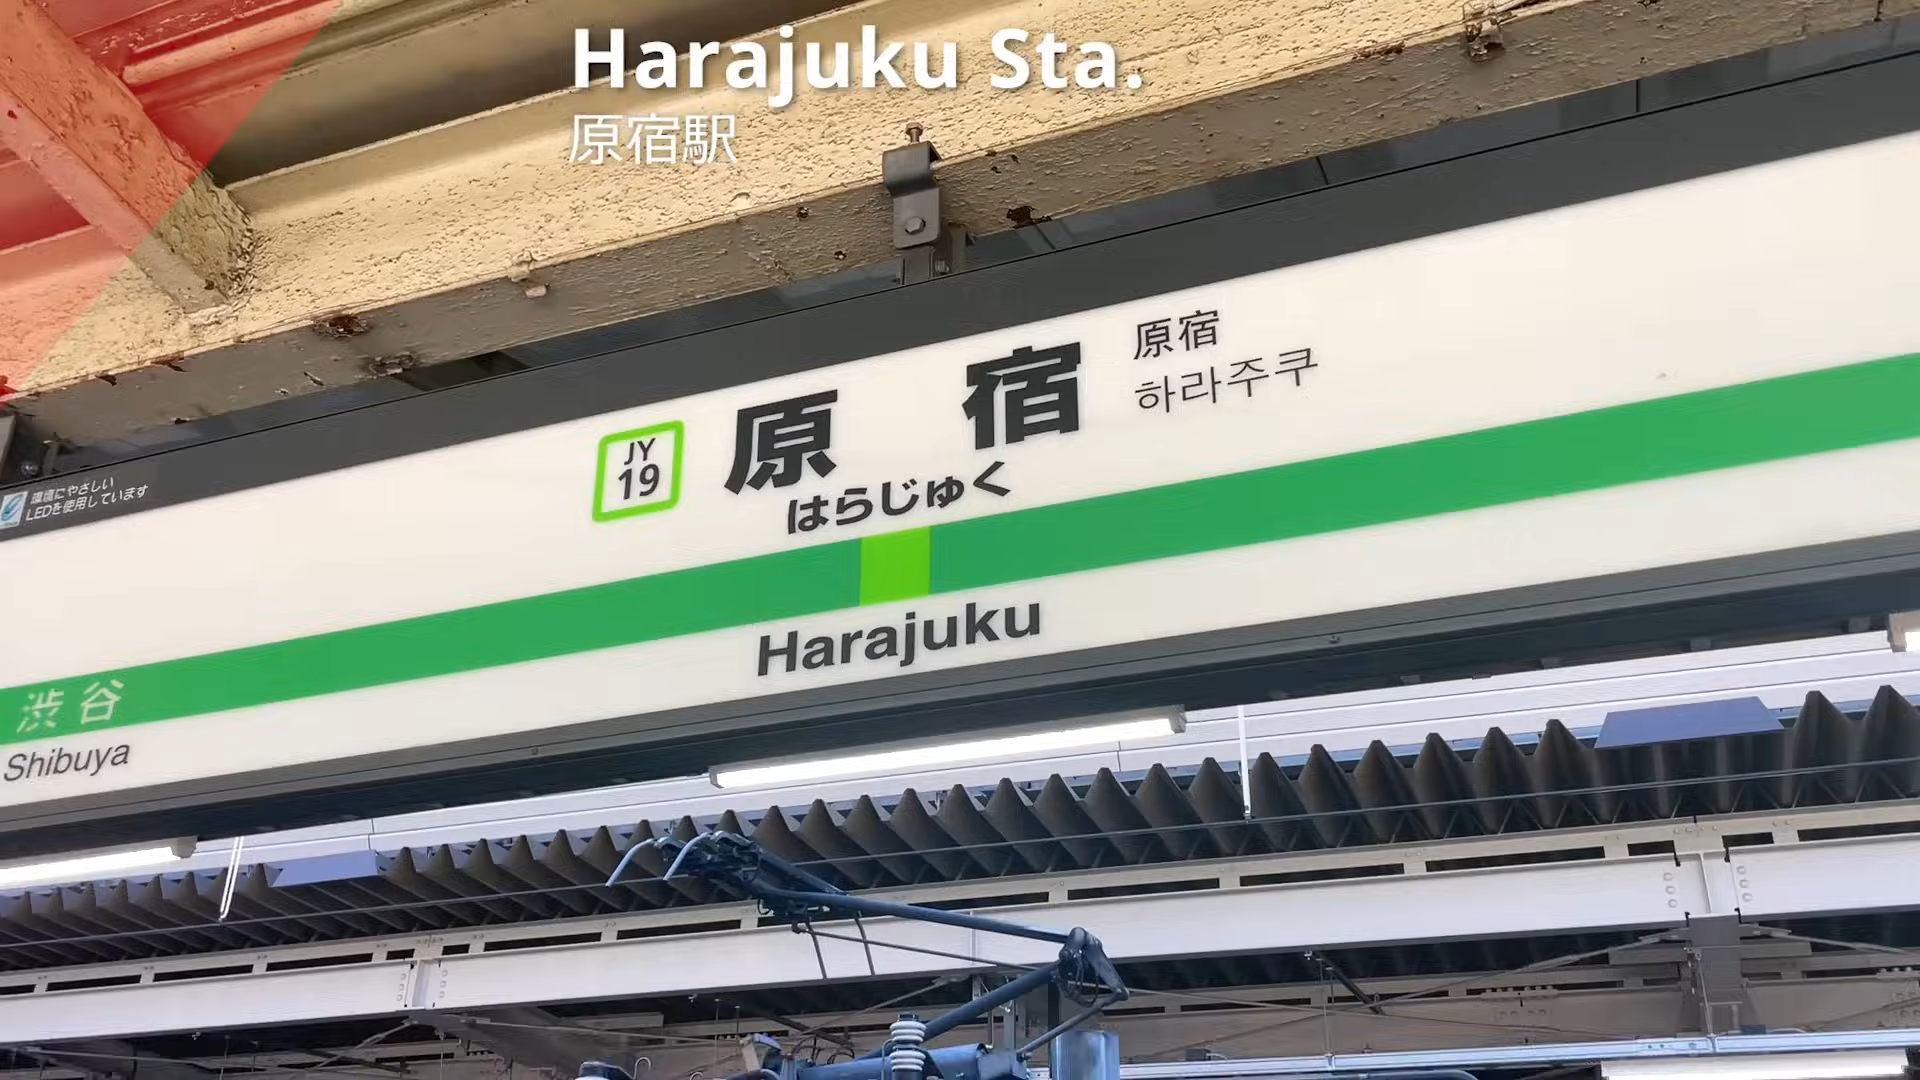 Harajuku Sta.
原宿駅
原宿
하라주쿠
JY
19
原宿
はらじゅく
環境にやさしい
LEDを使用しています
Harajuku
渋谷
Shibuya